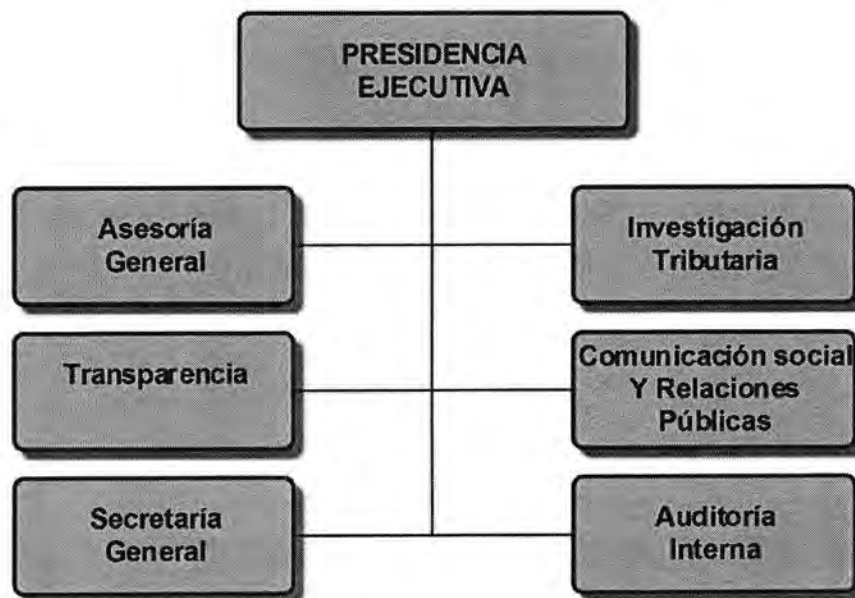 PRESIDENCIA
EJECUTIVA
Asesoría
General
Investigación
Tributaria
Transparencia
Comunicación social
Y Relaciones
Públicas
Secretaría
General
Auditoría
Interna